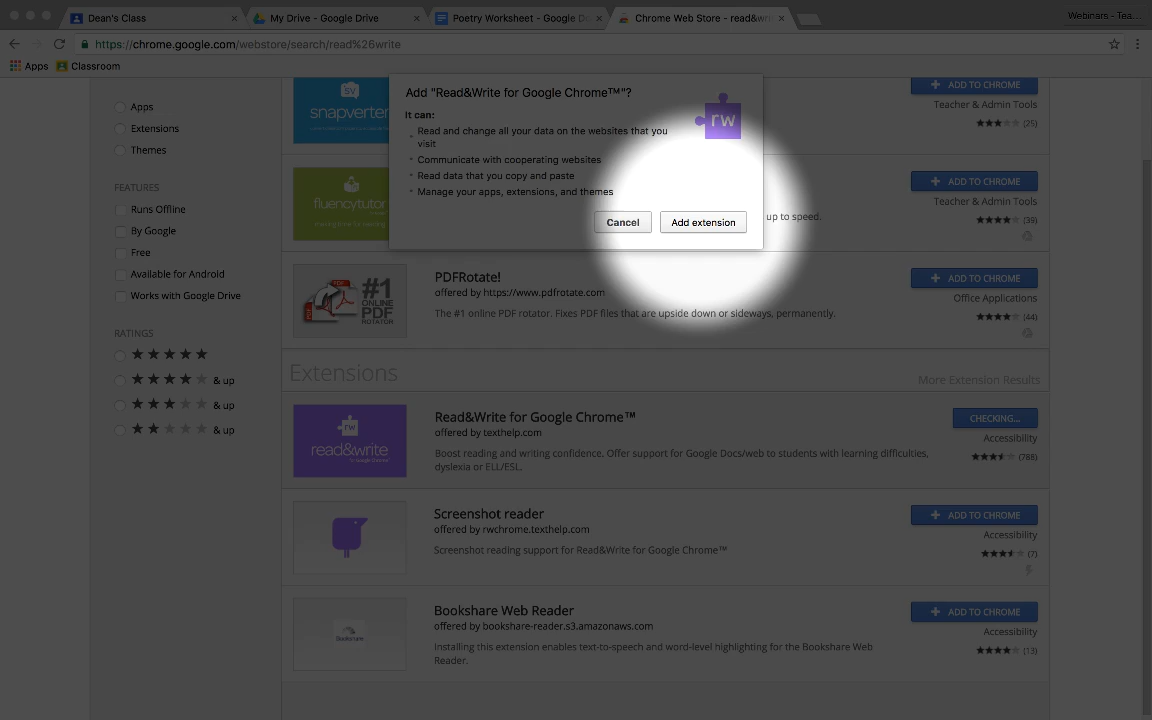 Dean's Class
My Drive - Google Drive
Poetry Worksheet - Google Do
Chrome Web Store - read&wri
Webinars - Tea...
https://chrome.google.com/webstore/search/read%26write
Apps
Classroom
Apps
Extensions
Themes
FEATURES
Runs Offline
By Google
Free
Available for Android
Works with Google Drive
RATINGS
& up
& up
& up
Add "Read&Write for Google Chrome™"?
It can:
• Read and change all your data on the websites that you
visit
• Communicate with cooperating websites
• Read data that you copy and paste
• Manage your apps, extensions, and themes
rw
Cancel
Add extension
SV
snapverter
+ ADD TO CHROME
Teacher & Admin Tools
(25)
fluencytutor
up to speed.
+ ADD TO CHROME
Teacher & Admin Tools
(39)
PDF
PDF
#1
ONLINE
PDF
ROTATOR
PDFRotate!
offered by https://www.pdfrotate.com
The #1 online PDF rotator. Fixes PDF files that are upside down or sideways, permanently.
+ ADD TO CHROME
Office Applications
(44)
Extensions
More Extension Results
rw
read&write
for Google Chrome
Read&Write for Google Chrome™
offered by texthelp.com
Boost reading and writing confidence. Offer support for Google Docs/web to students with learning difficulties,
dyslexia or ELL/ESL.
CHECKING...
Accessibility
(788)
Screenshot reader
offered by rwchrome.texthelp.com
Screenshot reading support for Read&Write for Google Chrome™
+ ADD TO CHROME
Accessibility
(7)
Bookshare
Bookshare Web Reader
offered by bookshare-reader.s3.amazonaws.com
Installing this extension enables text-to-speech and word-level highlighting for the Bookshare Web
Reader.
+ ADD TO CHROME
Accessibility
(13)